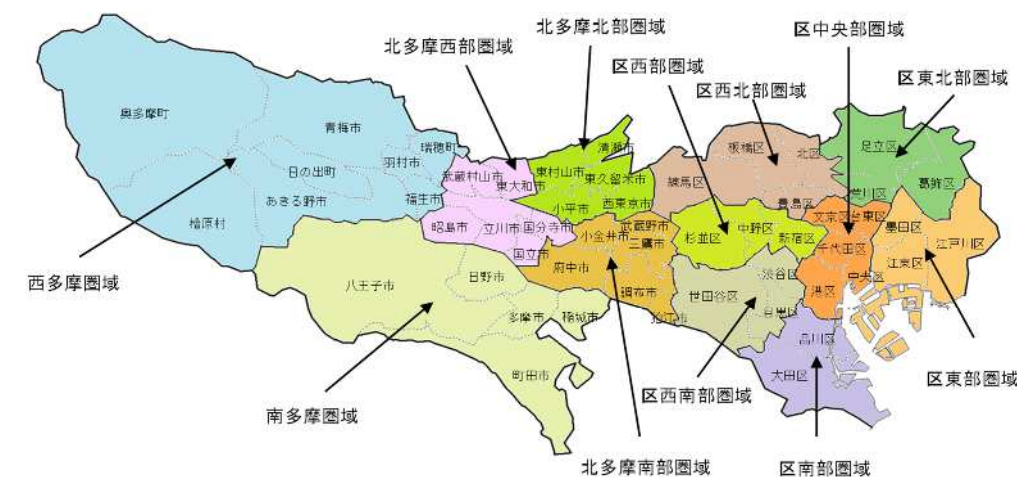 北多摩北部圏域
区中央部圏域
北多摩西部圏域
区西部圏域
区東北部圏域
区西北部圏域
奥多摩町
青梅市
瑞穂町
羽村市
日の出町
あきる野市
福生市
檜原村
武蔵村山市
東大和市
昭島市
立川市
国分寺市
国立市
清瀬市
東村山市
東久留米市
小平市
西東京市
小金井市
武蔵野市
三鷹市
府中市
調布市
狛江市
八王子市
日野市
多摩市
稲城市
町田市
板橋区
北区
練馬区
豊島区
足立区
荒川区
葛飾区
杉並区
中野区
新宿区
文京区
台東区
千代田区
中央区
港区
墨田区
江東区
江戸川区
渋谷区
世田谷区
目黒区
品川区
大田区
西多摩圏域
南多摩圏域
区西南部圏域
区東部圏域
北多摩南部圏域
区南部圏域